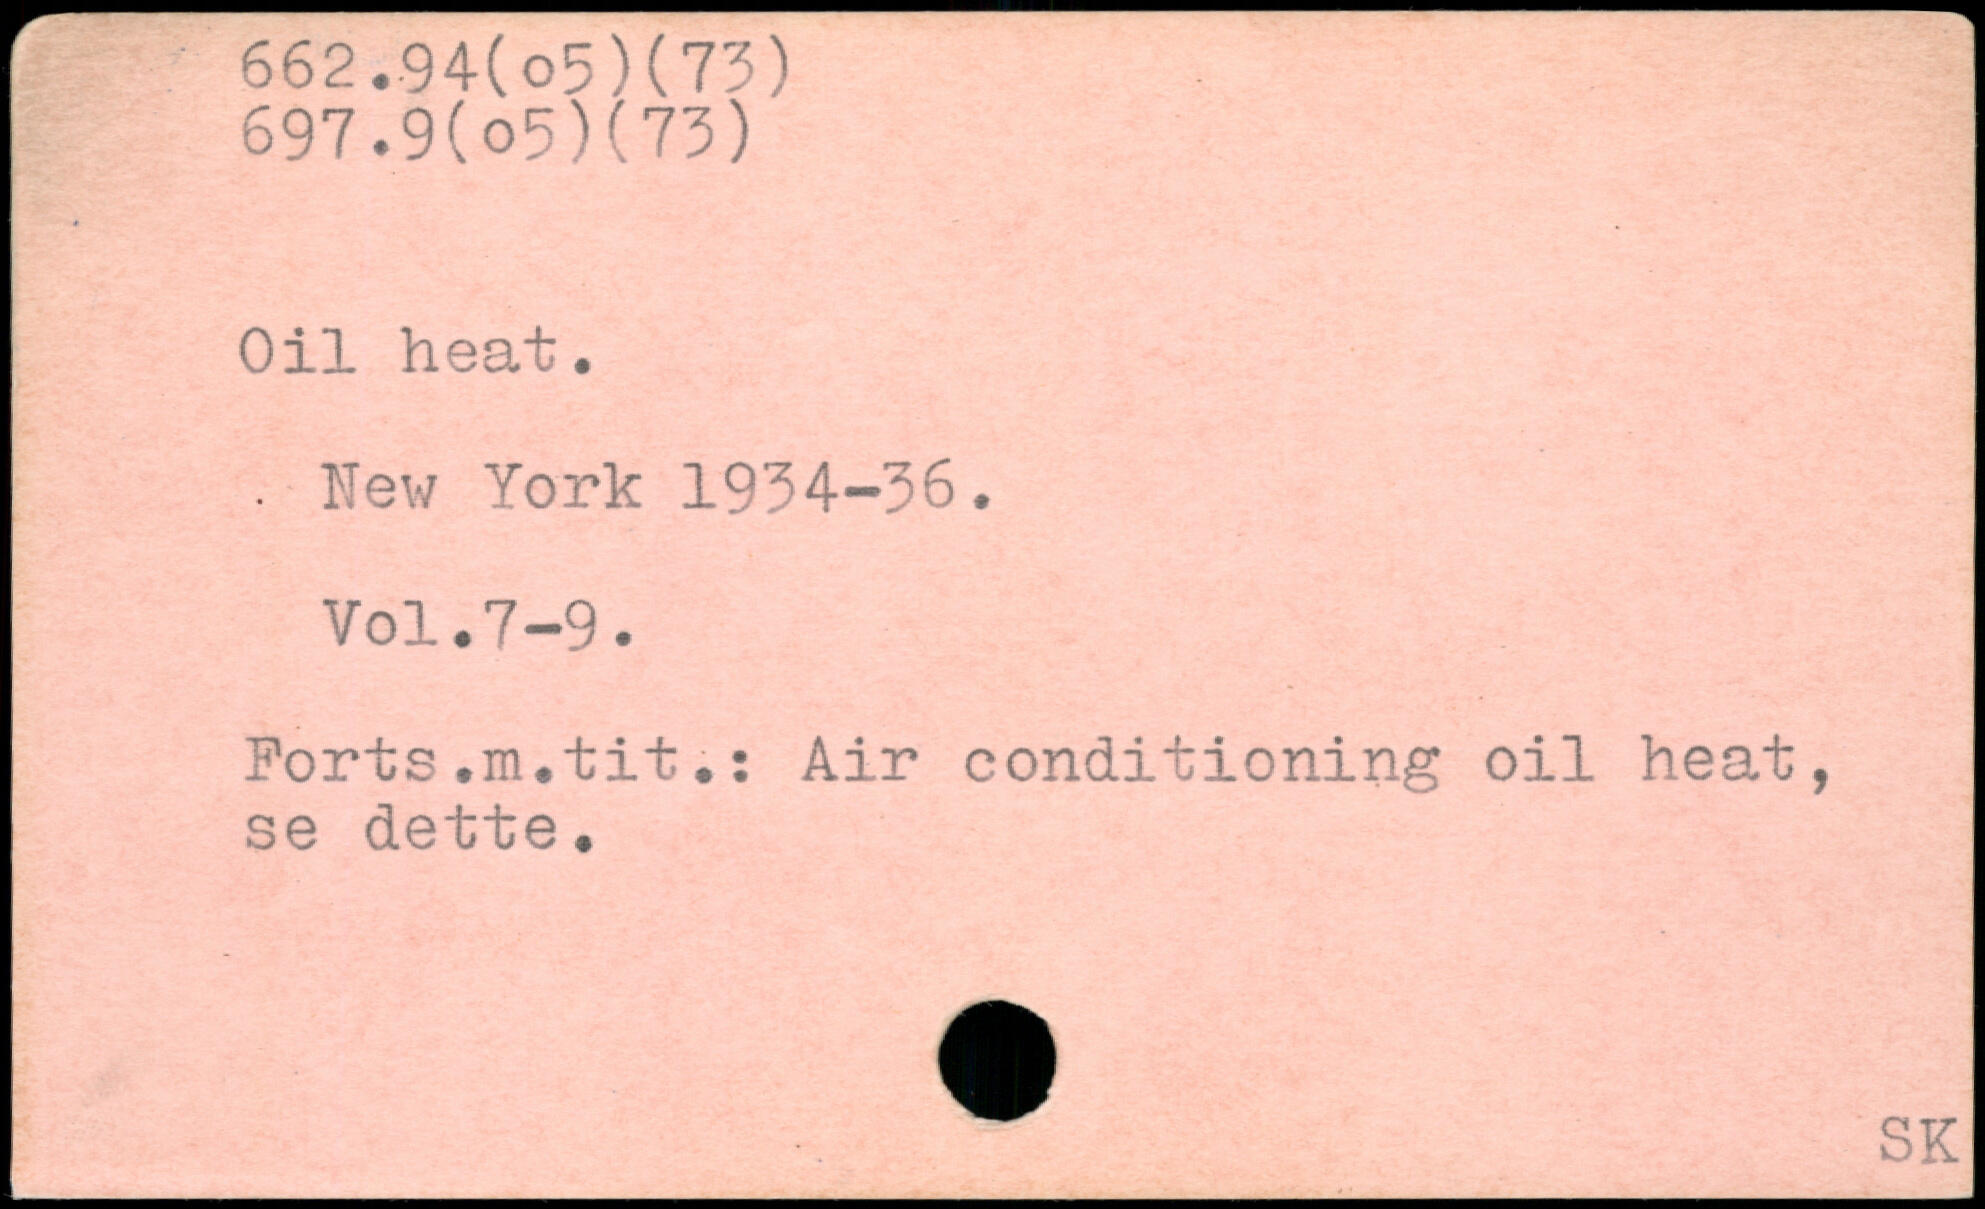 662.94(o5)(73)
697.9(o5)(73)
Oil heat.
New York 1934-36.
Vol.7-9.
Forts.m.tit.: Air conditioning oil heat,
se dette.
SK